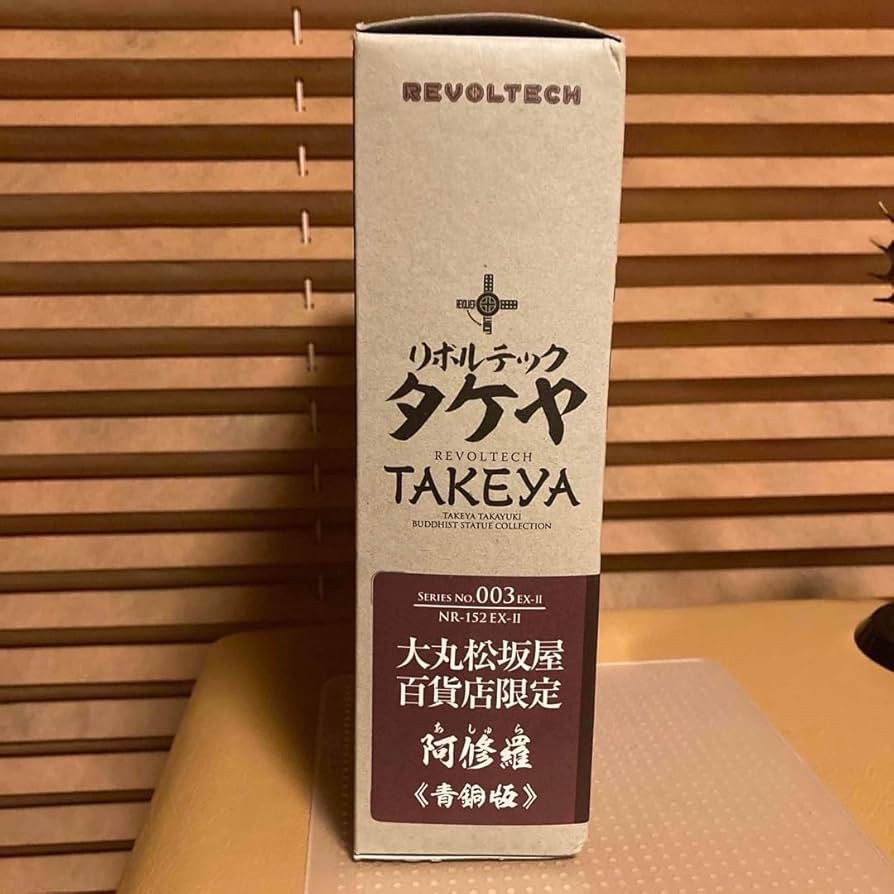 REVOLTECH
リボルテック
タケヤ
REVOLTECH
TAKEYA
TAKEYA TAKAYUKI
BUDDHIST STATUE COLLECTION
SERIES NO.003 EX-II
NR-152 EX-II
大丸松坂屋
百貨店限定
あしゅら
阿修羅
《青銅版》